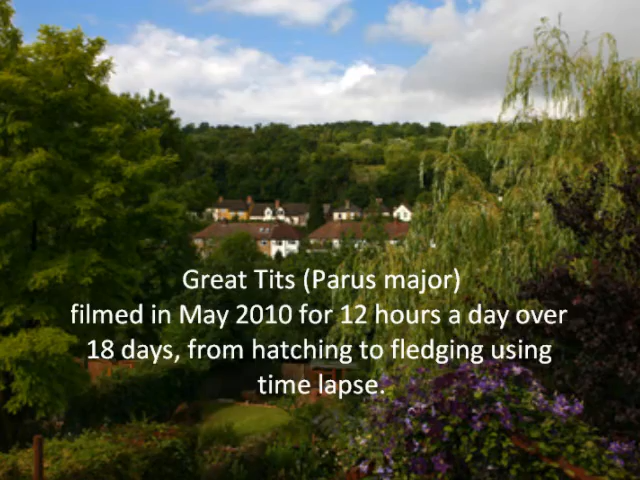 Great Tits (Parus major)
filmed in May 2010 for 12 hours a day over
18 days, from hatching to fledging using
time lapse.